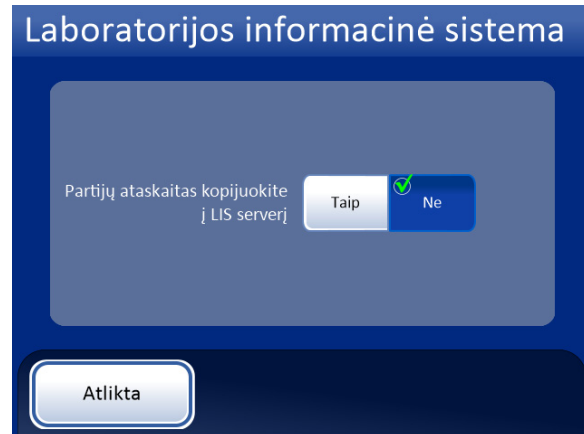 Laboratorijos informacinė sistema
Partijų ataskaitas kopijuokite
į LIS serverį
Taip
Ne
Atlikta